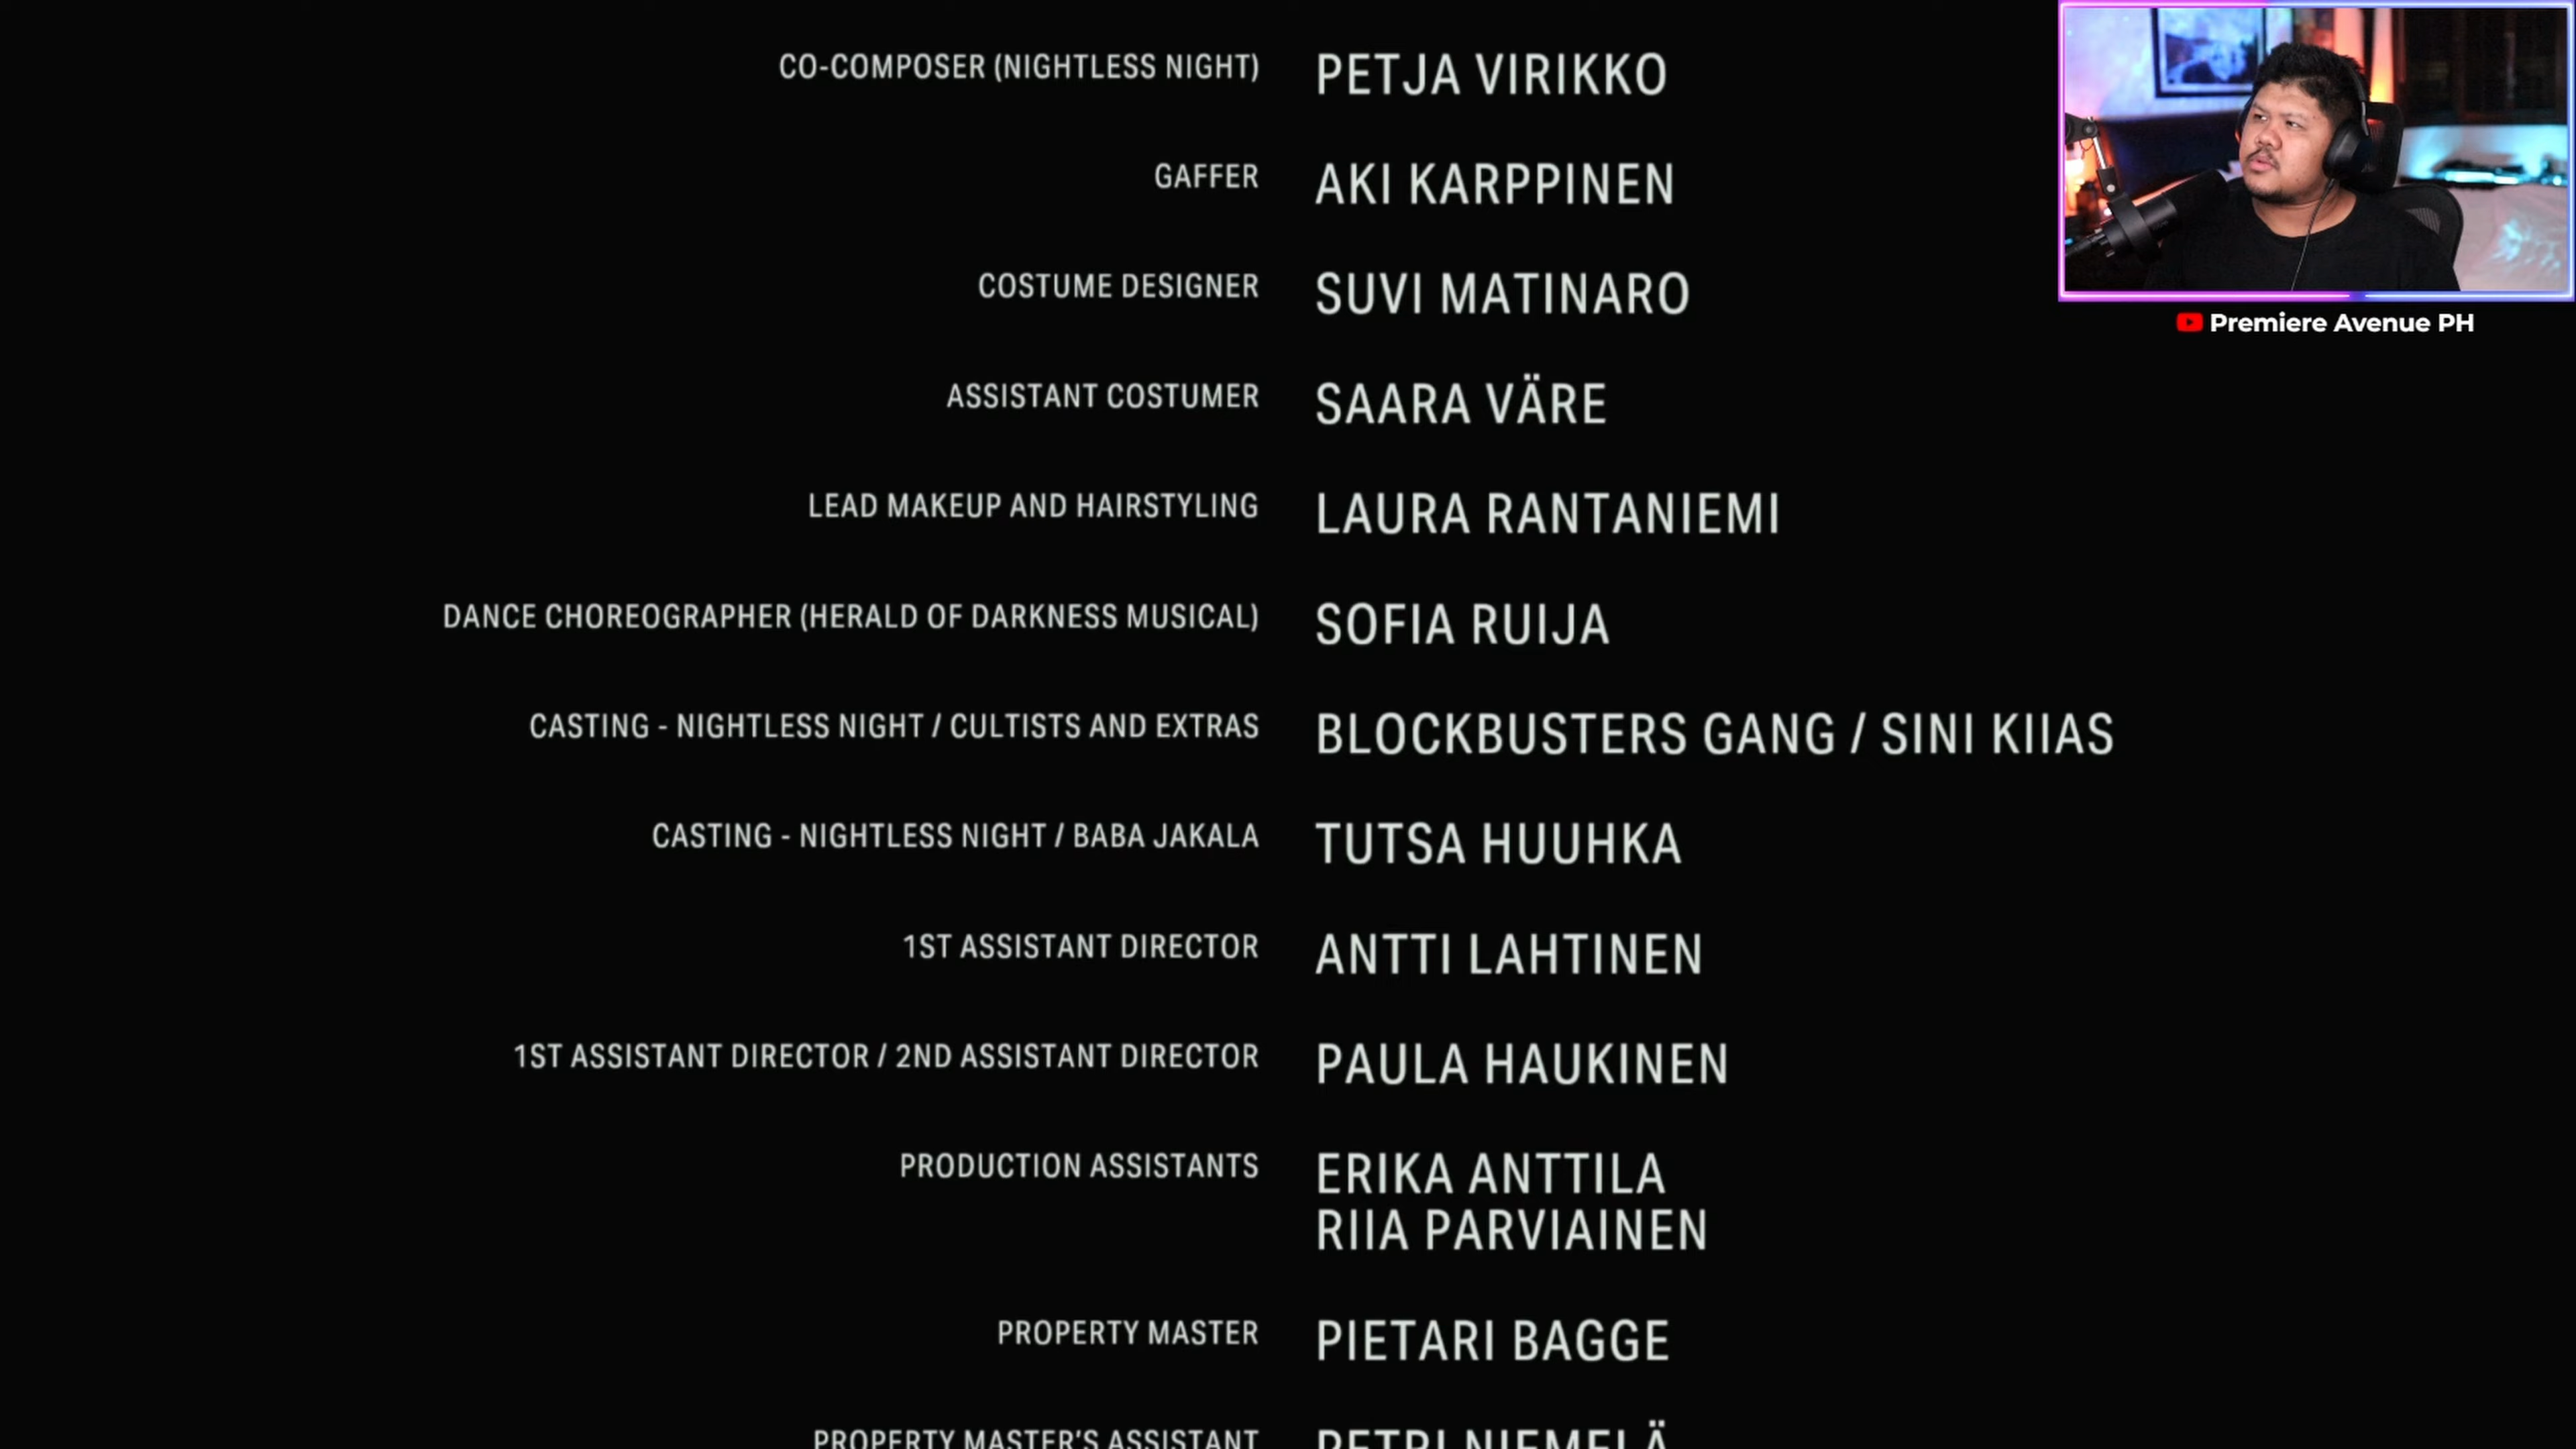 CO-COMPOSER (NIGHTLESS NIGHT) PETJA VIRIKKO
GAFFER AKI KARPPINEN
COSTUME DESIGNER SUVI MATINARO
Premiere Avenue PH
ASSISTANT COSTUMER SAARA VÄRE
LEAD MAKEUP AND HAIRSTYLING LAURA RANTANIEMI
DANCE CHOREOGRAPHER (HERALD OF DARKNESS MUSICAL) SOFIA RUIJA
CASTING - NIGHTLESS NIGHT / CULTISTS AND EXTRAS BLOCKBUSTERS GANG / SINI KIIAS
CASTING - NIGHTLESS NIGHT / BABA JAKALA TUTSA HUUHKA
1ST ASSISTANT DIRECTOR ANTTI LAHTINEN
1ST ASSISTANT DIRECTOR / 2ND ASSISTANT DIRECTOR PAULA HAUKINEN
PRODUCTION ASSISTANTS ERIKA ANTTILA
RIIA PARVIAINEN
PROPERTY MASTER PIETARI BAGGE
PROPERTY MASTER'S ASSISTANT PETRI NIEMELÄ